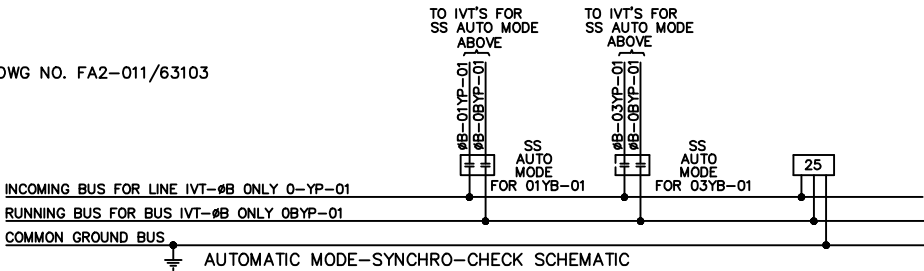 TO IVT'S FOR
SS AUTO MODE
ABOVE
TO IVT'S FOR
SS AUTO MODE
ABOVE
DWG NO. FA2-011/63103
øB-01YP-01
øB-0BYP-01
øB-03YP-01
øB-0BYP-01
SS
AUTO
MODE
FOR 01YB-01
SS
AUTO
MODE
FOR 03YB-01
25
INCOMING BUS FOR LINE IVT-øB ONLY 0-YP-01
RUNNING BUS FOR BUS IVT-øB ONLY 0BYP-01
COMMON GROUND BUS
AUTOMATIC MODE-SYNCHRO-CHECK SCHEMATIC